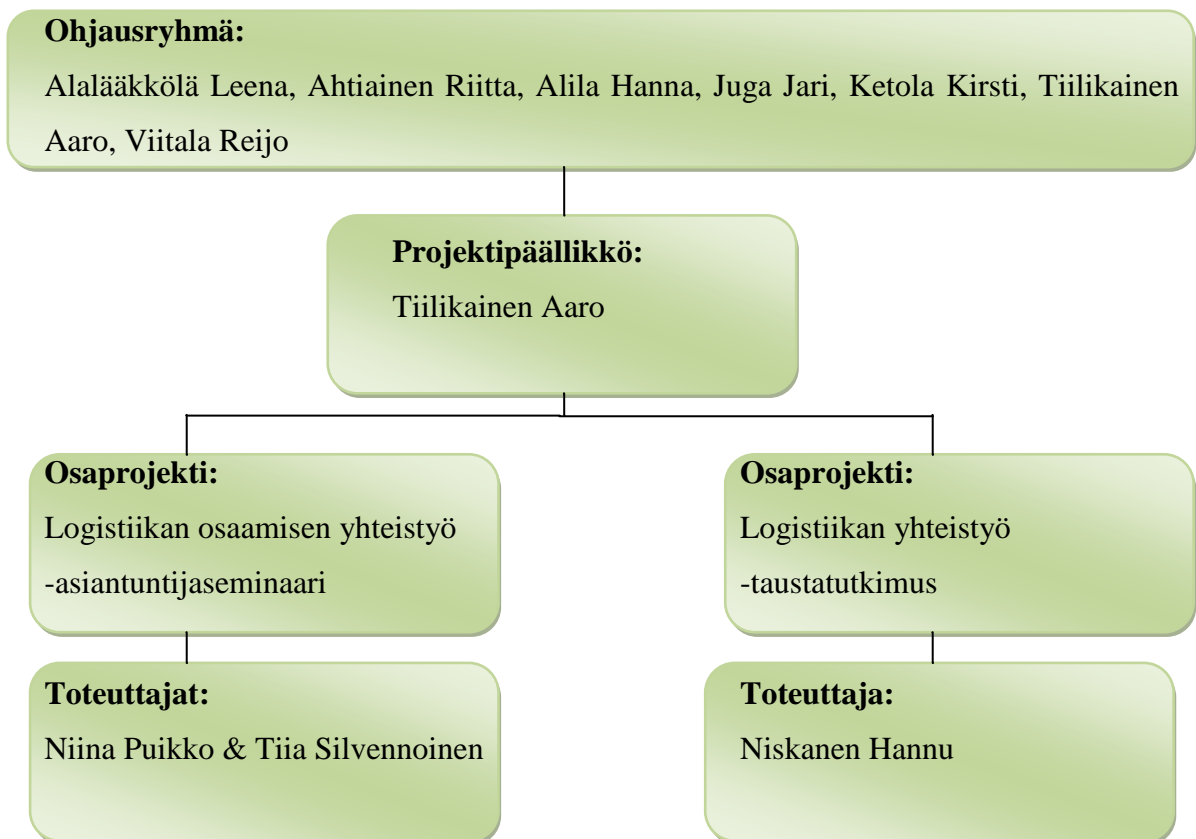 Ohjausryhmä:
Alalääkkölä Leena, Ahtiainen Riitta, Alila Hanna, Juga Jari, Ketola Kirsti, Tiilikainen
Aaro, Viitala Reijo
Projektipäällikkö:
Tiilikainen Aaro
Osaprojekti:
Logistiikan osaamisen yhteistyö
-asiantuntijaseminaari
Osaprojekti:
Logistiikan yhteistyö
-taustatutkimus
Toteuttajat:
Niina Puikko & Tiia Silvennoinen
Toteuttaja:
Niskanen Hannu